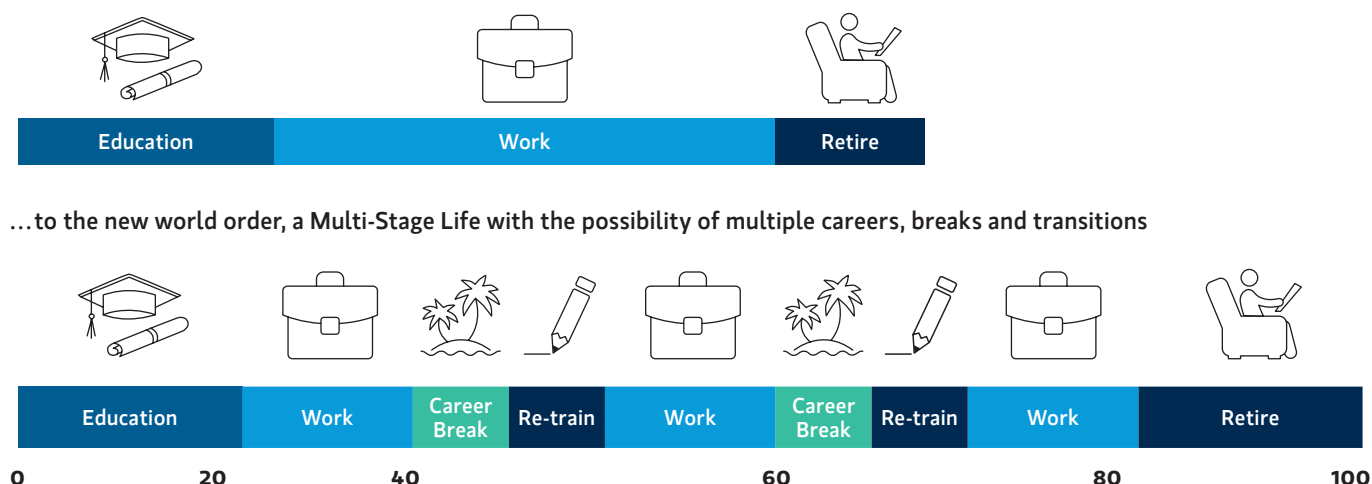 Education Work Retire
...to the new world order, a Multi-Stage Life with the possibility of multiple careers, breaks and transitions
Education Work Career Break Re-train Work Career Break Re-train Work Retire
0 20 40 60 80 100